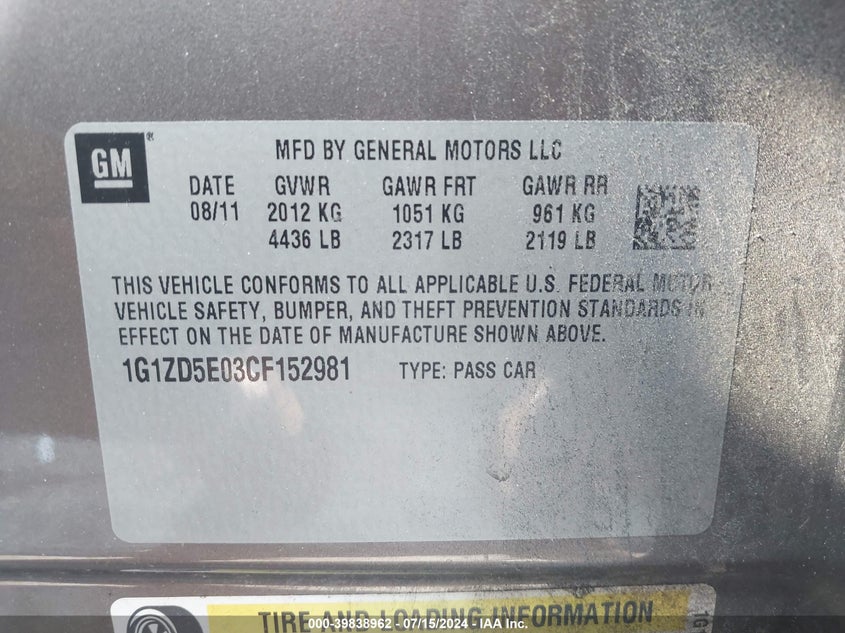 GM
MFD BY GENERAL MOTORS LLC
DATE GVWR GAWR FRT GAWR RR
08/11 2012 KG 1051 KG 961 KG
4436 LB 2317 LB 2119 LB
THIS VEHICLE CONFORMS TO ALL APPLICABLE U.S. FEDERAL MOTOR
VEHICLE SAFETY, BUMPER, AND THEFT PREVENTION STANDARDS IN
EFFECT ON THE DATE OF MANUFACTURE SHOWN ABOVE.
1G1ZD5E03CF152981 TYPE: PASS CAR
TIRE AND LOADING INFORMATION
000-39838962 - 07/15/2024 - IAA Inc.